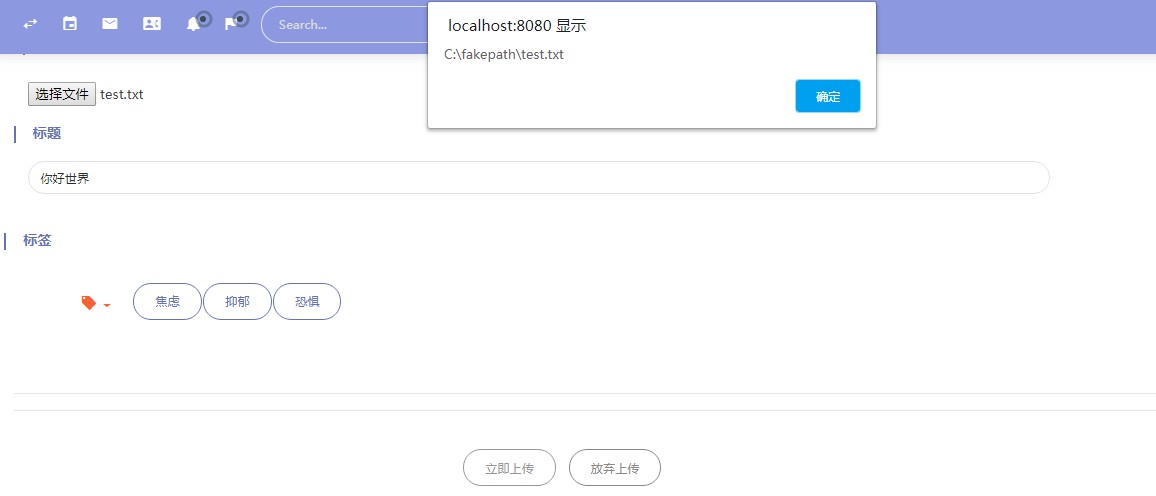 localhost:8080 显示
C:\fakepath\test.txt
确定
Search...
选择文件 test.txt
标题
你好世界
标签
焦虑 抑郁 恐惧
立即上传 放弃上传